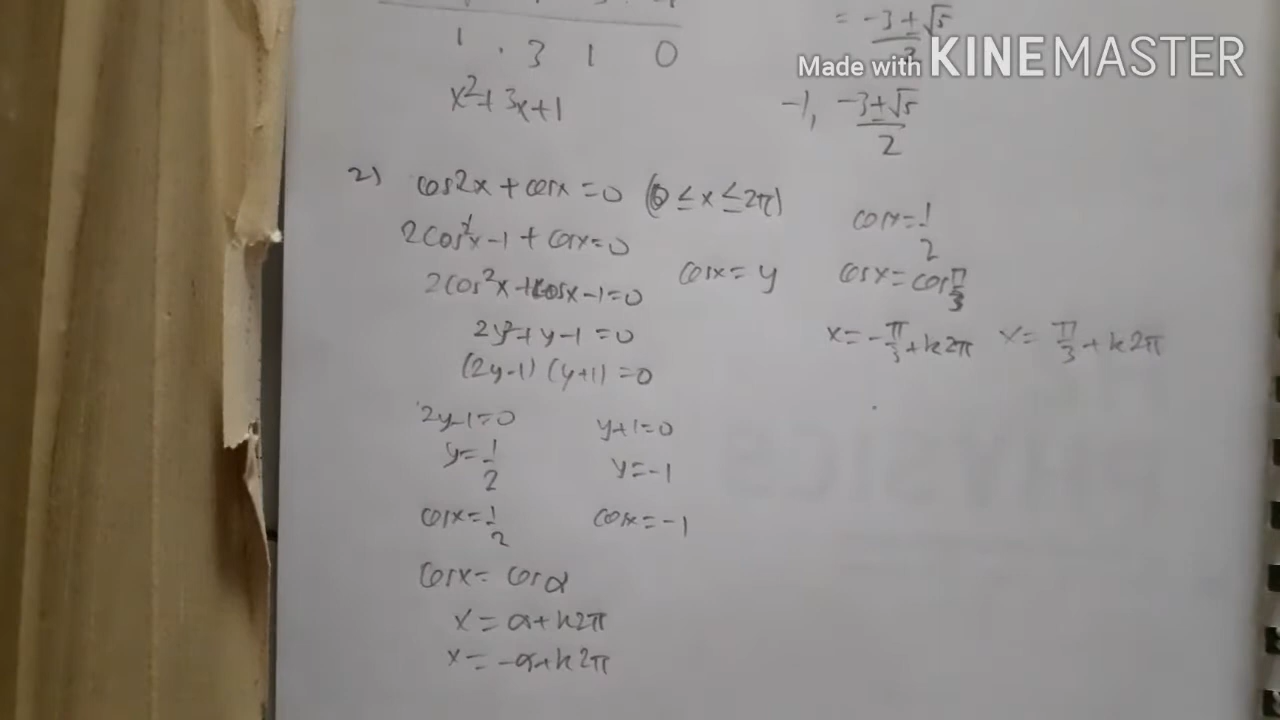 1 . 3 1 0
x²+3x+1
= -3±√5
Made with KINEMASTER
-1, -3±√5/2
2) cos2x + cosx = 0 (0 ≤ x ≤ 2π)
2cos²x-1 + cosx=0
2cos²x+cosx-1=0
cosx = y
2y²+y-1=0
(2y-1) (y+1)=0
2y-1=0 y+1=0
y=1/2 y=-1
cosx=1/2 cosx=-1
cosx= cosα
x = α+k2π
x = -α+k2π
cosx=1/2
cosx=cosπ/3
x=-π/3+k2π x=π/3+k2π
PHYSICS